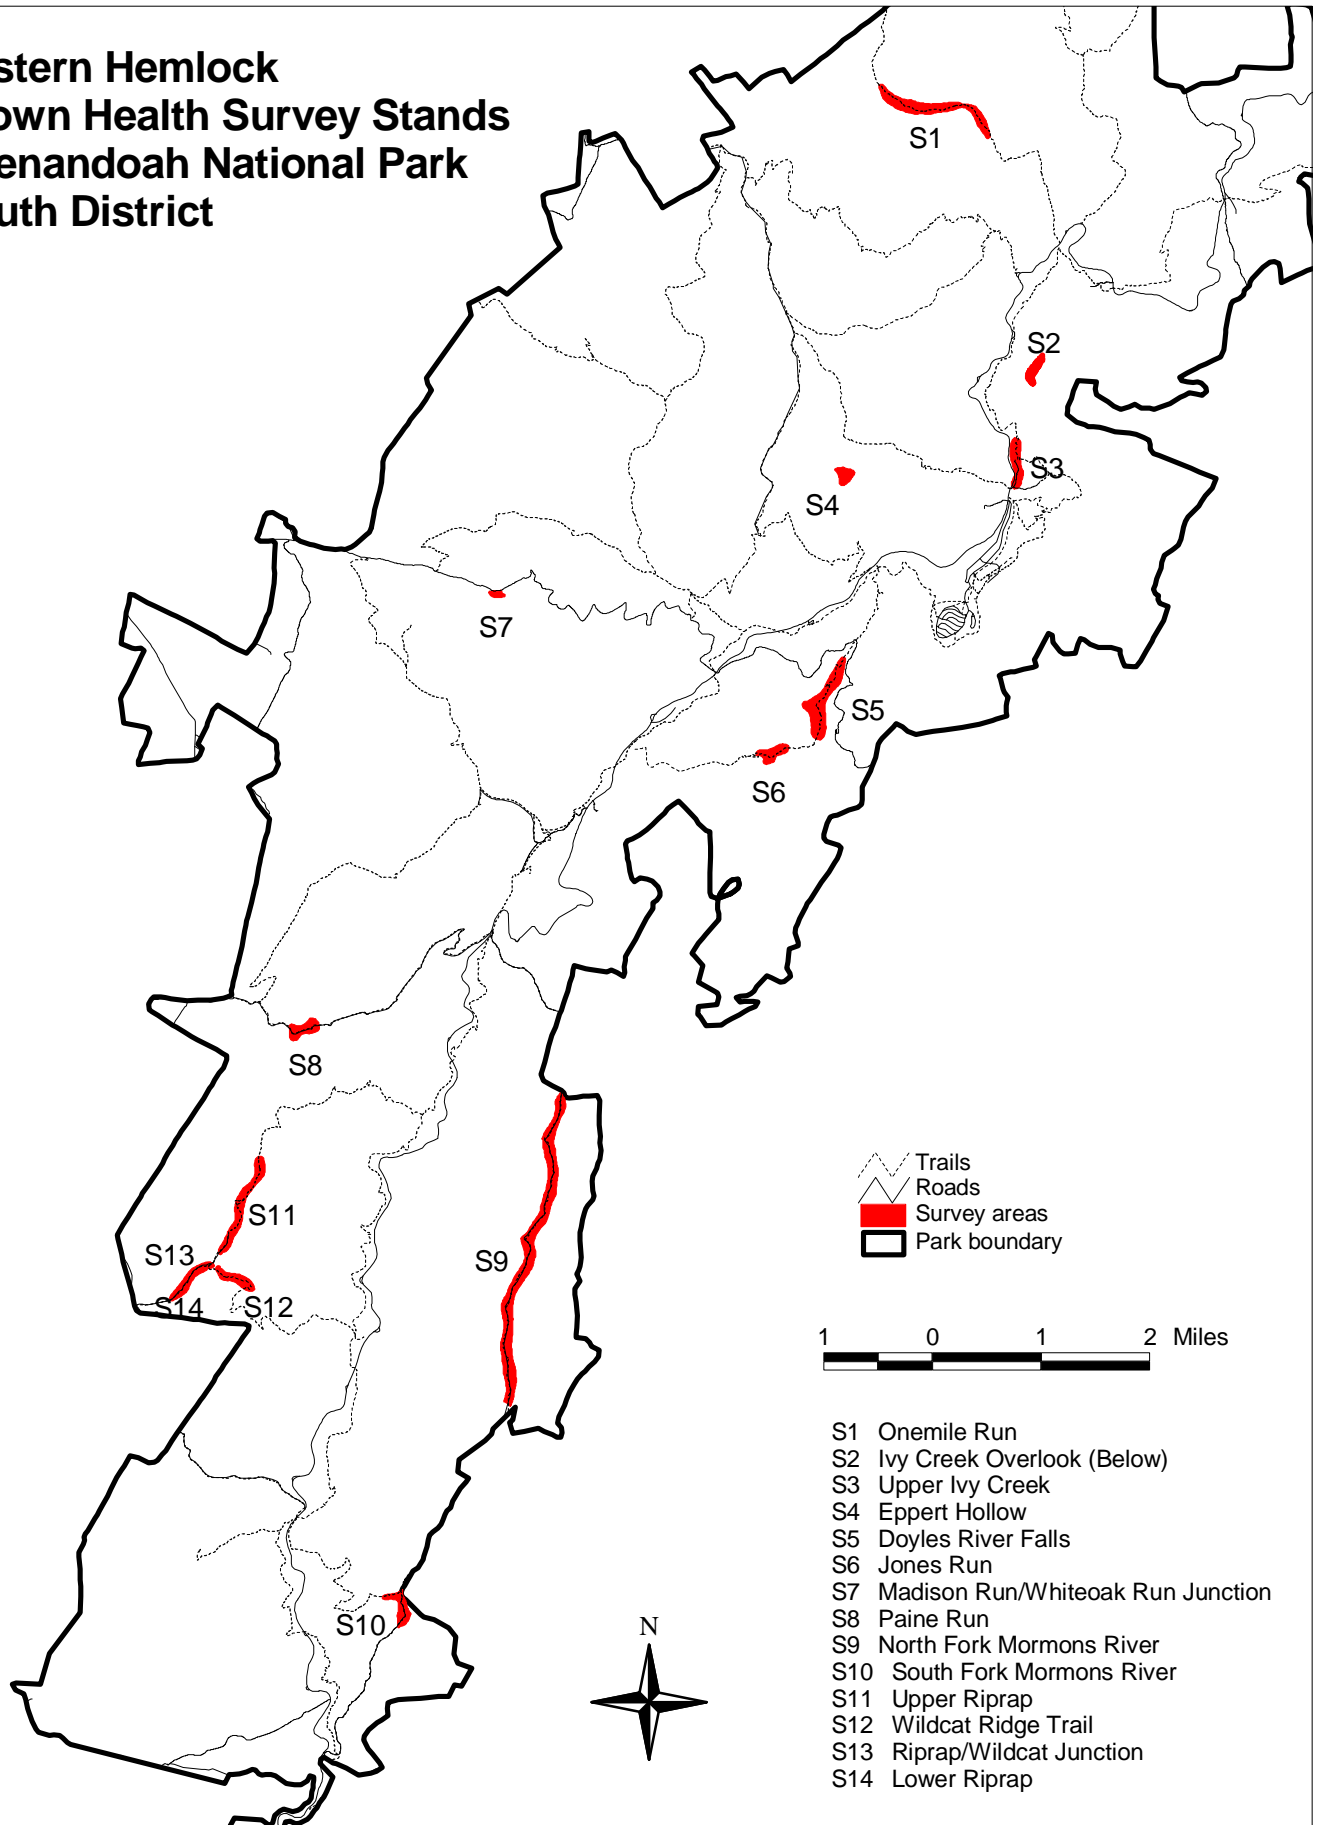 stern Hemlock
own Health Survey Stands
enandoah National Park
uth District
S1
S2
S3
S4
S7
S5
S6
S8
S11
S13
S9
S14
S12
S10
Trails
Roads
Survey areas
Park boundary
1 0 1 2 Miles
S1 Onemile Run
S2 Ivy Creek Overlook (Below)
S3 Upper Ivy Creek
S4 Eppert Hollow
S5 Doyles River Falls
S6 Jones Run
S7 Madison Run/Whiteoak Run Junction
S8 Paine Run
S9 North Fork Mormons River
S10 South Fork Mormons River
S11 Upper Riprap
S12 Wildcat Ridge Trail
S13 Riprap/Wildcat Junction
S14 Lower Riprap
N